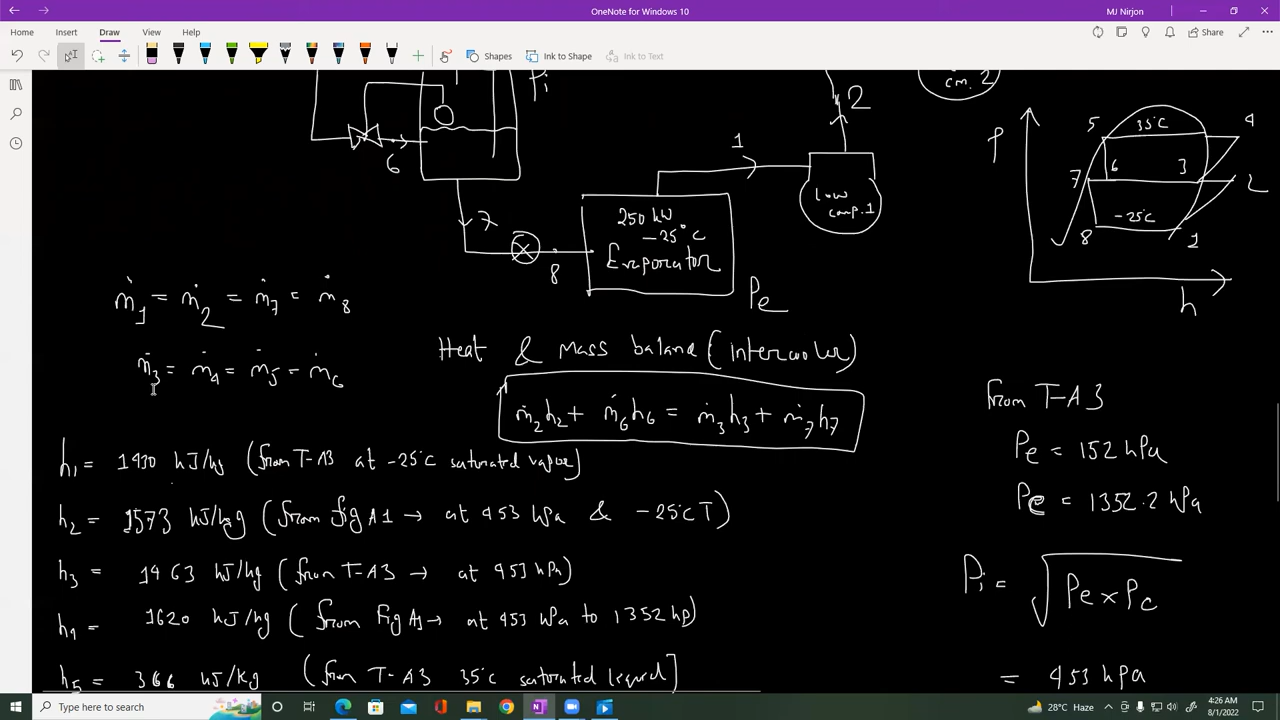 OneNote for Windows 10
MJ Nirjon
Home Insert Draw View Help
Shapes Ink to Shape Ink to Text Share
Pi
cm. 2
2
6
1
low
comp. 1
250 kW
-25°C
Evaporator
7
8
Pe
P
5 35°C 4
7 6 3 2
-25°C
8 1
h
ṁ1 = ṁ2 = ṁ7 = ṁ8
ṁ3 = ṁ4 = ṁ5 = ṁ6
Heat & Mass balane (intercooler)
ṁ2h2 + ṁ6h6 = ṁ3h3 + ṁ7h7
h1 = 1430 kJ/kg (from T-A3 at -25°C saturated vapor)
h2 = 1573 kJ/kg (from fig A1 → at 453 kPa & -25°C T)
h3 = 1463 kJ/kg (from T-A3 → at 453 kPa)
h4 = 1620 kJ/kg (from Fig A1 → at 453 kPa to 1352 kp)
h5 = 366 kJ/kg (from T-A3 35°C saturated liquid]
from T-A3
Pe = 152 kPa
Pc = 1352.2 kPa
Pi = √Pe x Pc
= 453 kPa
Type here to search
28°C Haze
4:26 AM
8/1/2022